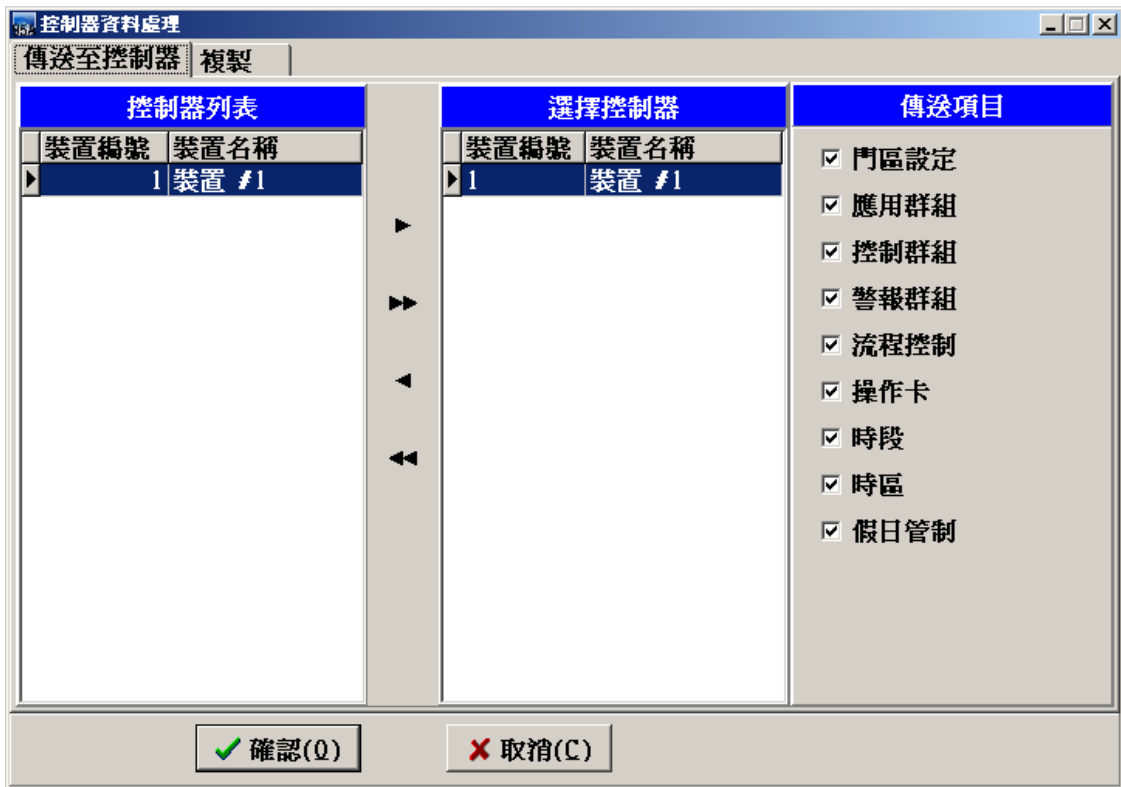 控制器資料處理
傳送至控制器 複製
控制器列表 選擇控制器 傳送項目
裝置編號 裝置名稱 裝置編號 裝置名稱
1 裝置 #1 1 裝置 #1
門區設定
應用群組
控制群組
警報群組
流程控制
操作卡
時段
時區
假日管制
確認(O) 取消(C)